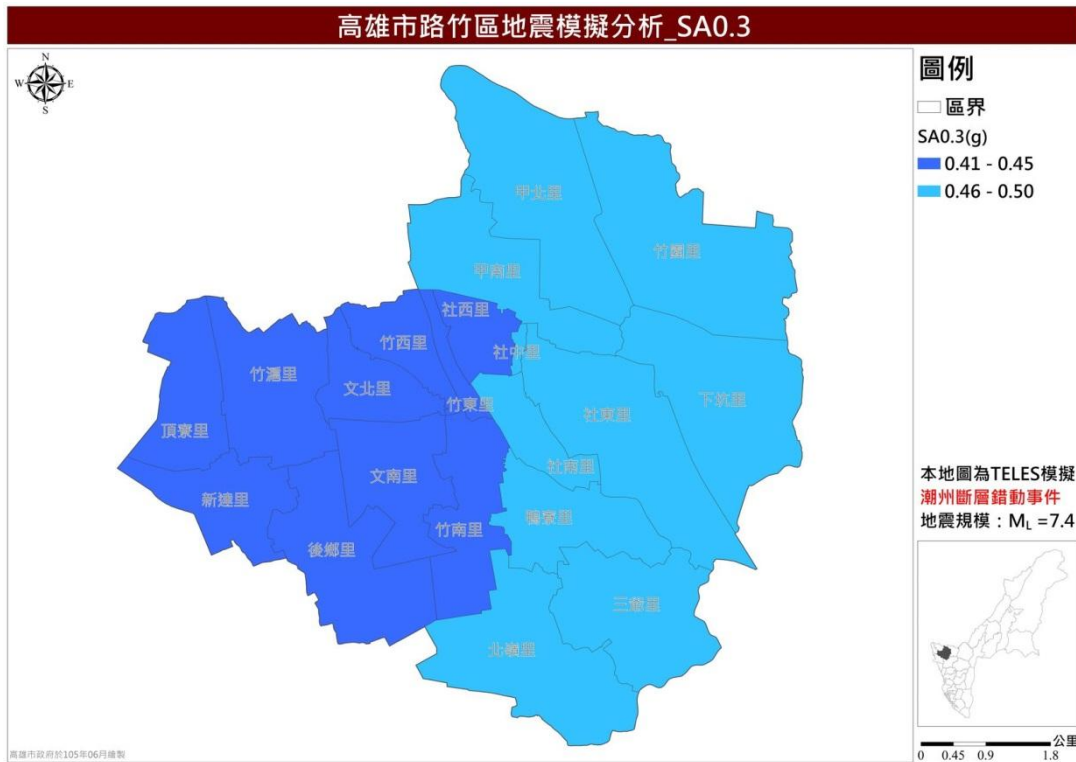 高雄市路竹區地震模擬分析_SA0.3
N
W
E
S
圖例
區界
SA0.3(g)
0.41 - 0.45
0.46 - 0.50
甲北里
竹園里
甲南里
社西里
竹西里
社中里
竹滬里
文北里
竹東里
社東里
下坑里
頂寮里
社南里
文南里
新達里
鴨寮里
竹南里
後鄉里
三爺里
北嶺里
本地圖為TELES模擬
潮州斷層錯動事件
地震規模：ML =7.4
公里
0 0.45 0.9 1.8
高雄市政府於105年06月繪製